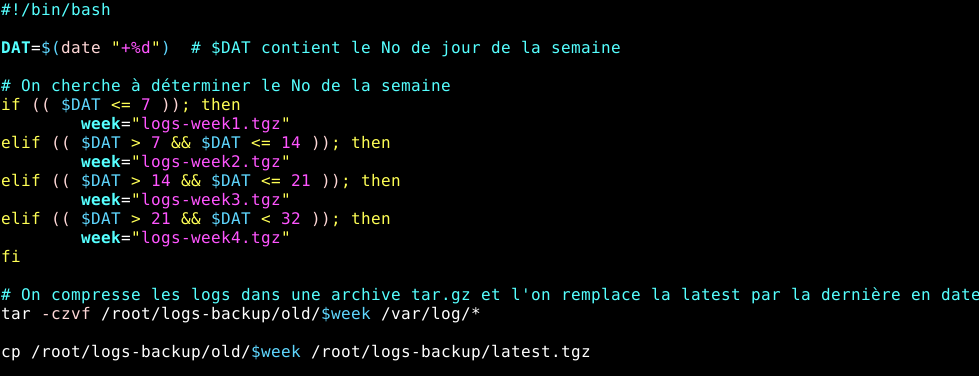 #!/bin/bash
DAT=$(date "+%d")  # $DAT contient le No de jour de la semaine
# On cherche à déterminer le No de la semaine
if (( $DAT <= 7 )); then
        week="logs-week1.tgz"
elif (( $DAT > 7 && $DAT <= 14 )); then
        week="logs-week2.tgz"
elif (( $DAT > 14 && $DAT <= 21 )); then
        week="logs-week3.tgz"
elif (( $DAT > 21 && $DAT < 32 )); then
        week="logs-week4.tgz"
fi
# On compresse les logs dans une archive tar.gz et l'on remplace la latest par la dernière en date
tar -czvf /root/logs-backup/old/$week /var/log/*
cp /root/logs-backup/old/$week /root/logs-backup/latest.tgz